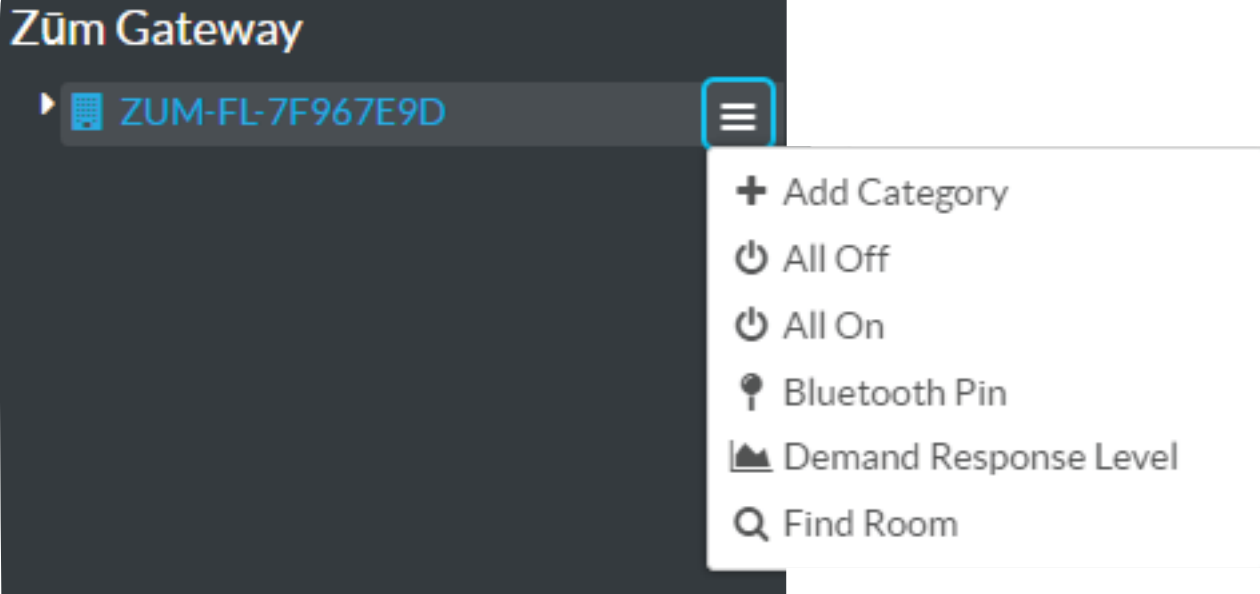 Zūm Gateway
ZUM-FL-7F967E9D
Add Category
All Off
All On
Bluetooth Pin
Demand Response Level
Find Room